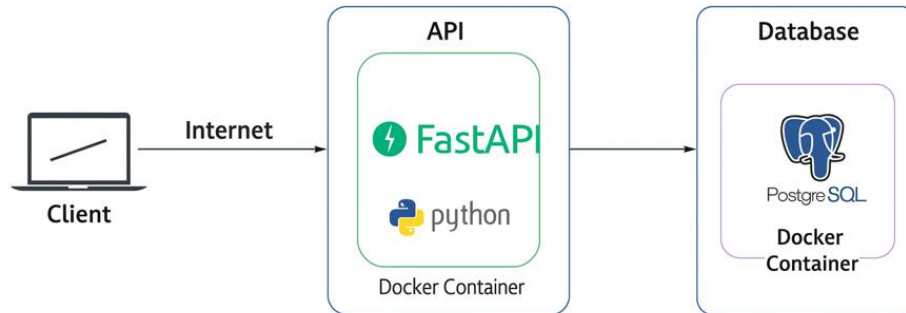 API
Database
Internet
FastAPI
python
Client
PostgreSQL
Docker
Container
Docker Container